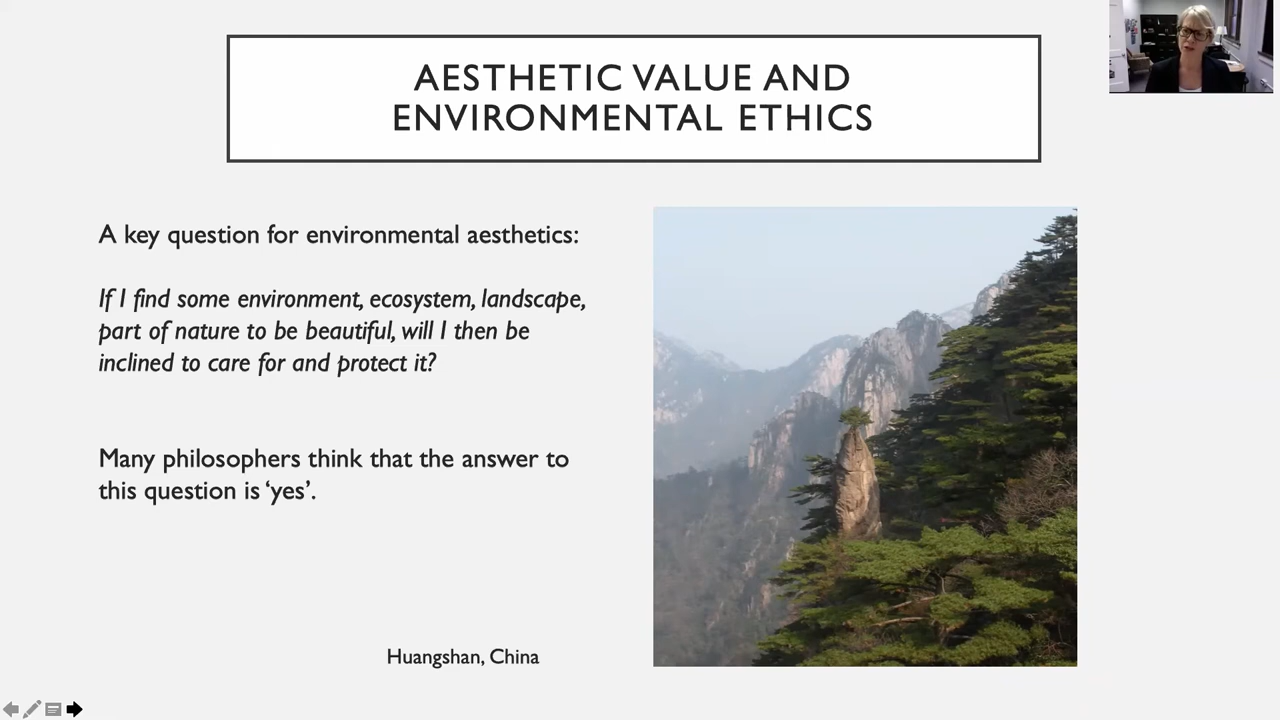 AESTHETIC VALUE AND
ENVIRONMENTAL ETHICS
A key question for environmental aesthetics:
If I find some environment, ecosystem, landscape,
part of nature to be beautiful, will I then be
inclined to care for and protect it?
Many philosophers think that the answer to
this question is ‘yes’.
Huangshan, China